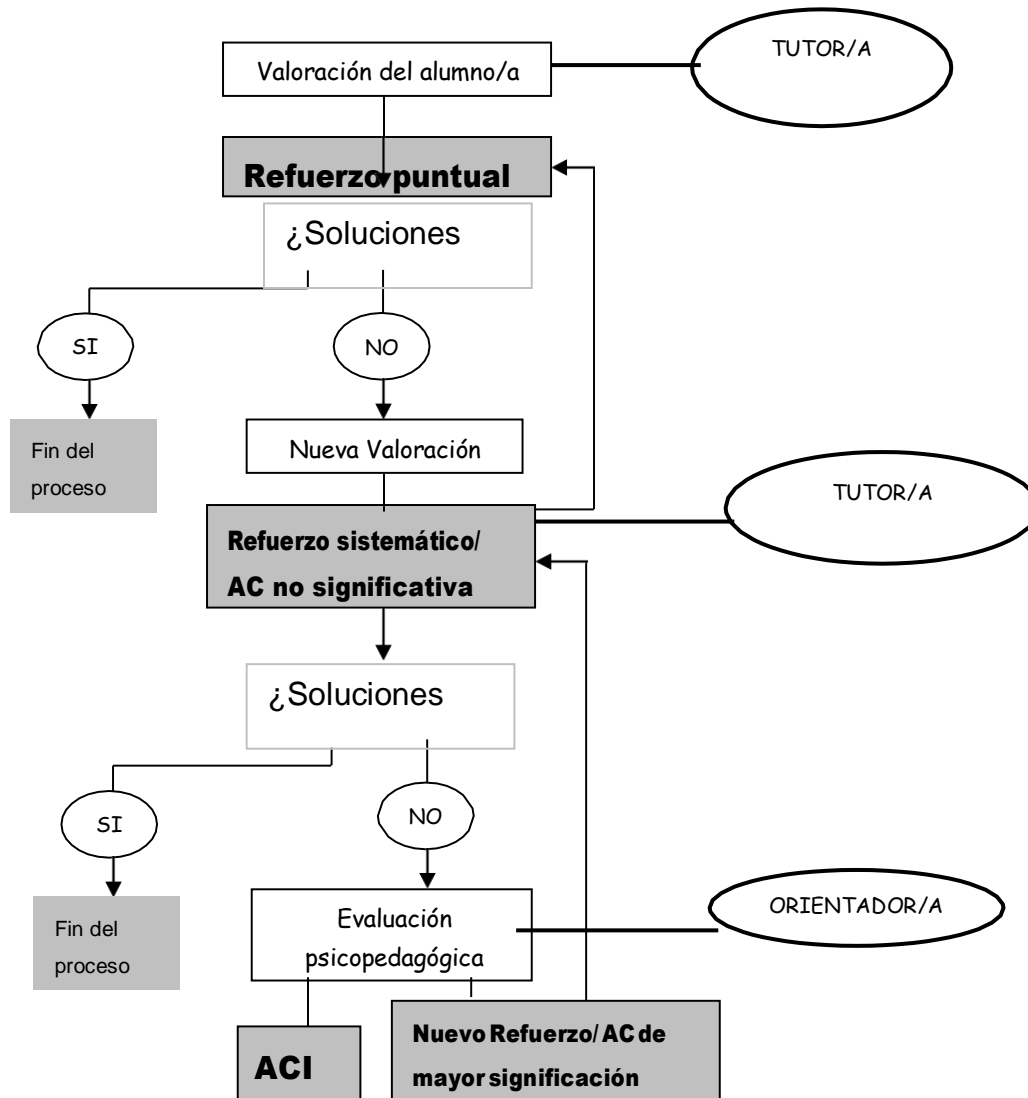 TUTOR/A
Valoración del alumno/a
Refuerzo puntual
¿Soluciones
SI
NO
Fin del
proceso
Nueva Valoración
TUTOR/A
Refuerzo sistemático/
AC no significativa
¿Soluciones
SI
NO
Fin del
proceso
Evaluación
psicopedagógica
ORIENTADOR/A
ACI
Nuevo Refuerzo/ AC de
mayor significación